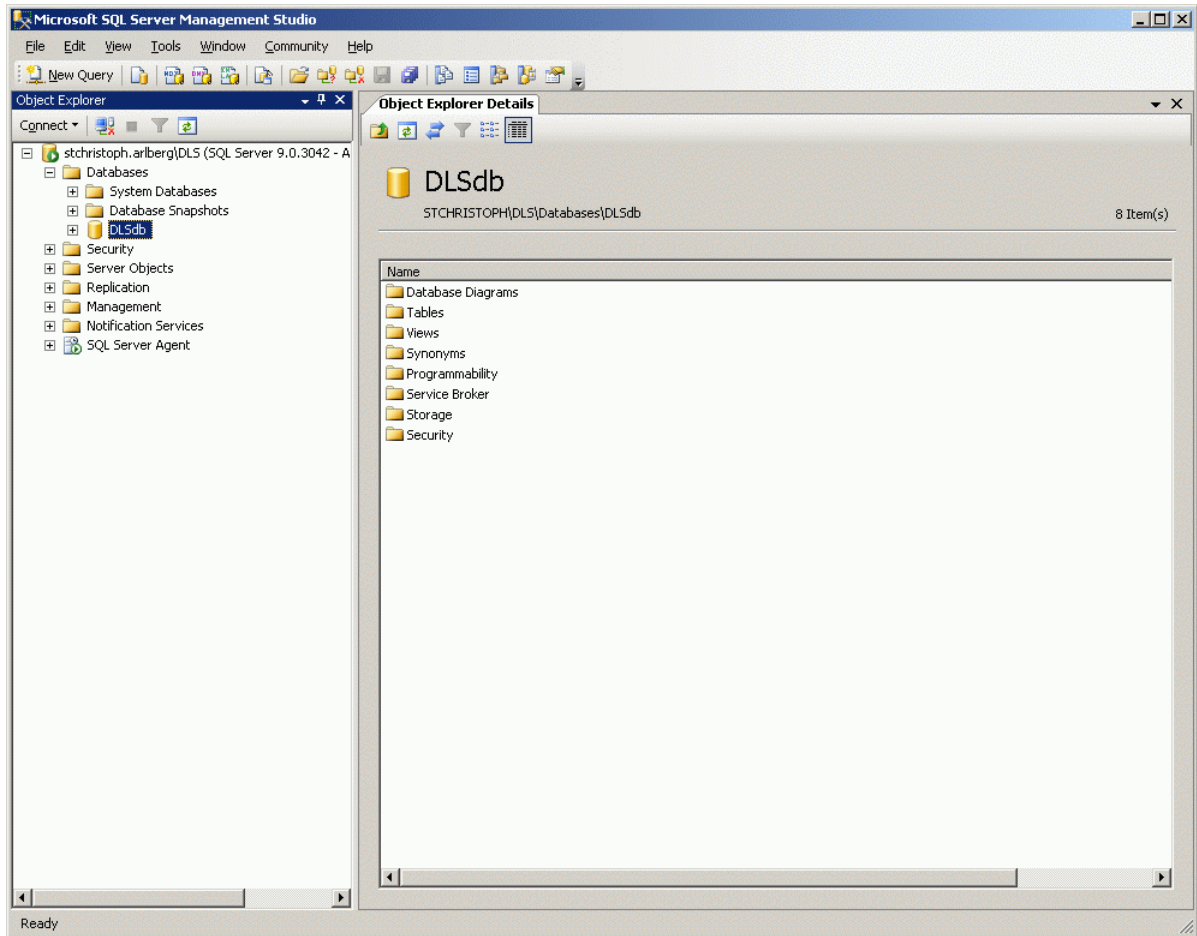 Microsoft SQL Server Management Studio
File Edit View Tools Window Community Help
New Query
Object Explorer
Connect
stchristoph.arlberg\DLS (SQL Server 9.0.3042 - A
Databases
System Databases
Database Snapshots
DLSdb
Security
Server Objects
Replication
Management
Notification Services
SQL Server Agent
Object Explorer Details
DLSdb
STCHRISTOPH\DLS\Databases\DLSdb
8 Item(s)
Name
Database Diagrams
Tables
Views
Synonyms
Programmability
Service Broker
Storage
Security
Ready